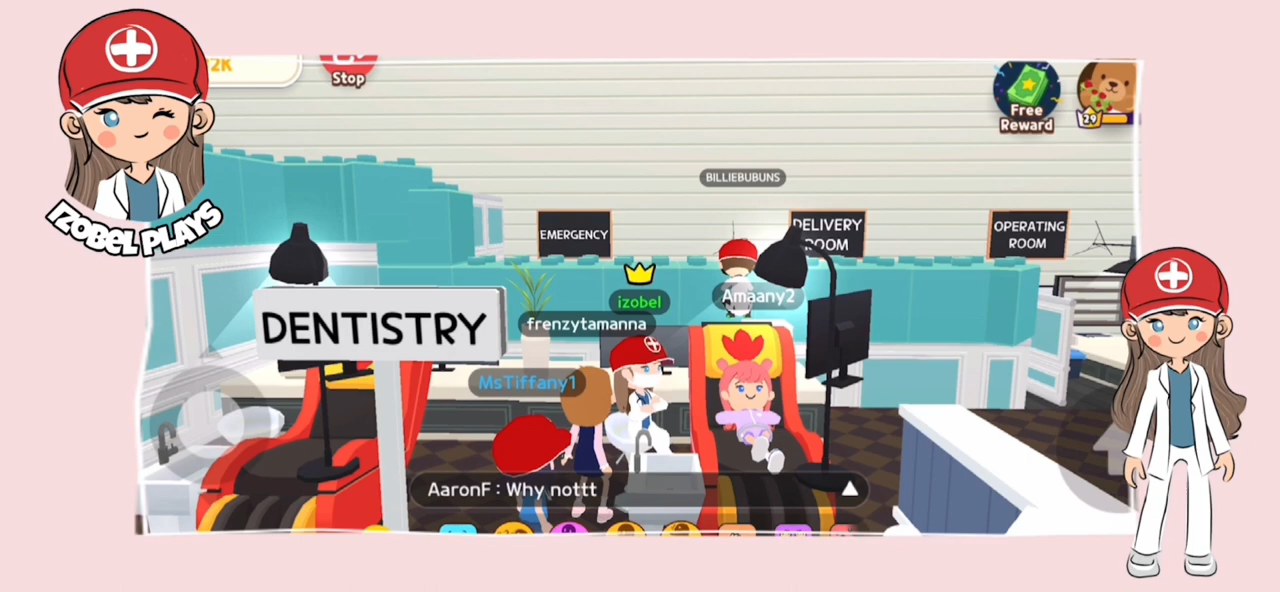 2K
Stop
Free
Reward
29
IZOBEL PLAYS
BILLIEBUBUNS
EMERGENCY
DELIVERY
ROOM
OPERATING
ROOM
izobel
Amaany2
frenzytamanna
DENTISTRY
MsTiffany1
AaronF : Why nottt